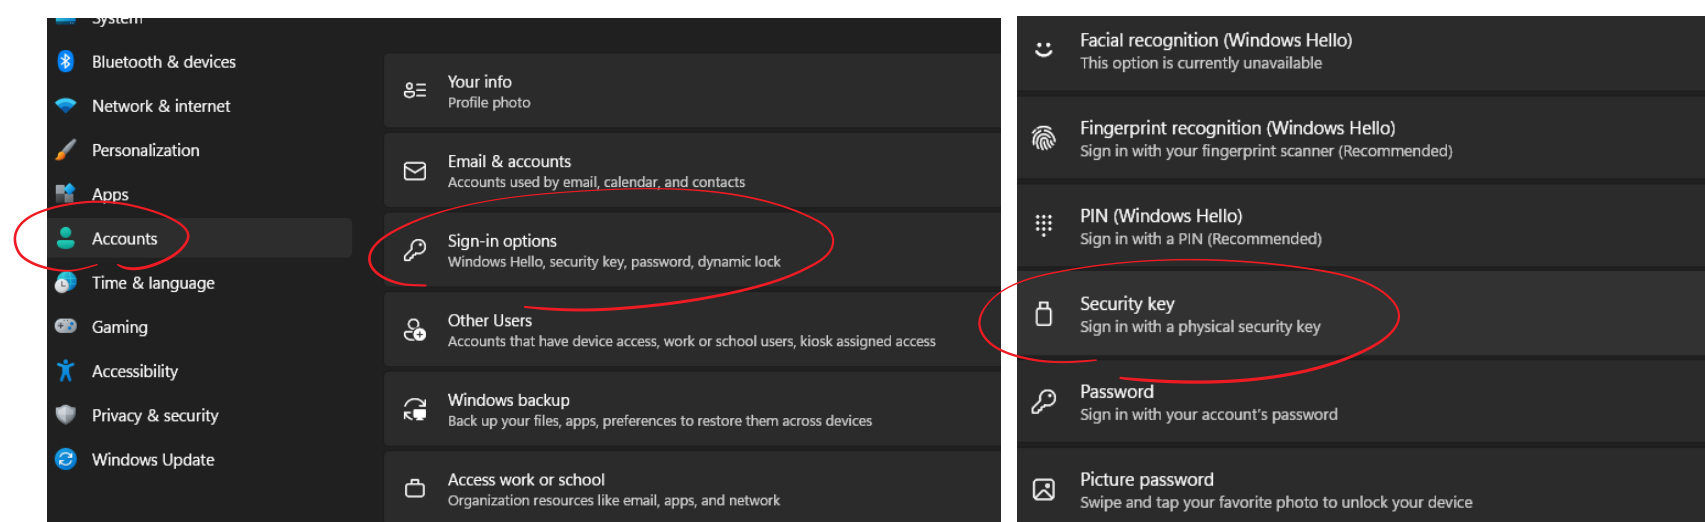 System
Bluetooth & devices
Network & internet
Personalization
Apps
Accounts
Time & language
Gaming
Accessibility
Privacy & security
Windows Update
Your info
Profile photo
Email & accounts
Accounts used by email, calendar, and contacts
Sign-in options
Windows Hello, security key, password, dynamic lock
Other Users
Accounts that have device access, work or school users, kiosk assigned access
Windows backup
Back up your files, apps, preferences to restore them across devices
Access work or school
Organization resources like email, apps, and network
Facial recognition (Windows Hello)
This option is currently unavailable
Fingerprint recognition (Windows Hello)
Sign in with your fingerprint scanner (Recommended)
PIN (Windows Hello)
Sign in with a PIN (Recommended)
Security key
Sign in with a physical security key
Password
Sign in with your account's password
Picture password
Swipe and tap your favorite photo to unlock your device